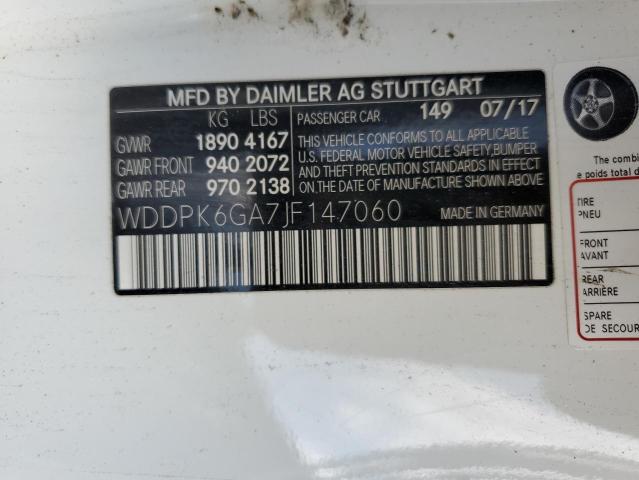 MFD BY DAIMLER AG STUTTGART
KG LBS
GVWR 1890 4167
GAWR FRONT 940 2072
GAWR REAR 970 2138
PASSENGER CAR 149 07/17
THIS VEHICLE CONFORMS TO ALL APPLICABLE
U.S. FEDERAL MOTOR VEHICLE SAFETY,BUMPER
AND THEFT PREVENTION STANDARDS IN EFFECT
ON DATE OF MANUFACTURE SHOWN ABOVE
WDDPK6GA7JF147060 MADE IN GERMANY
The combi
e poids total d
TIRE
PNEU
FRONT
AVANT
REAR
ARRIÈRE
SPARE
DE SECOUR